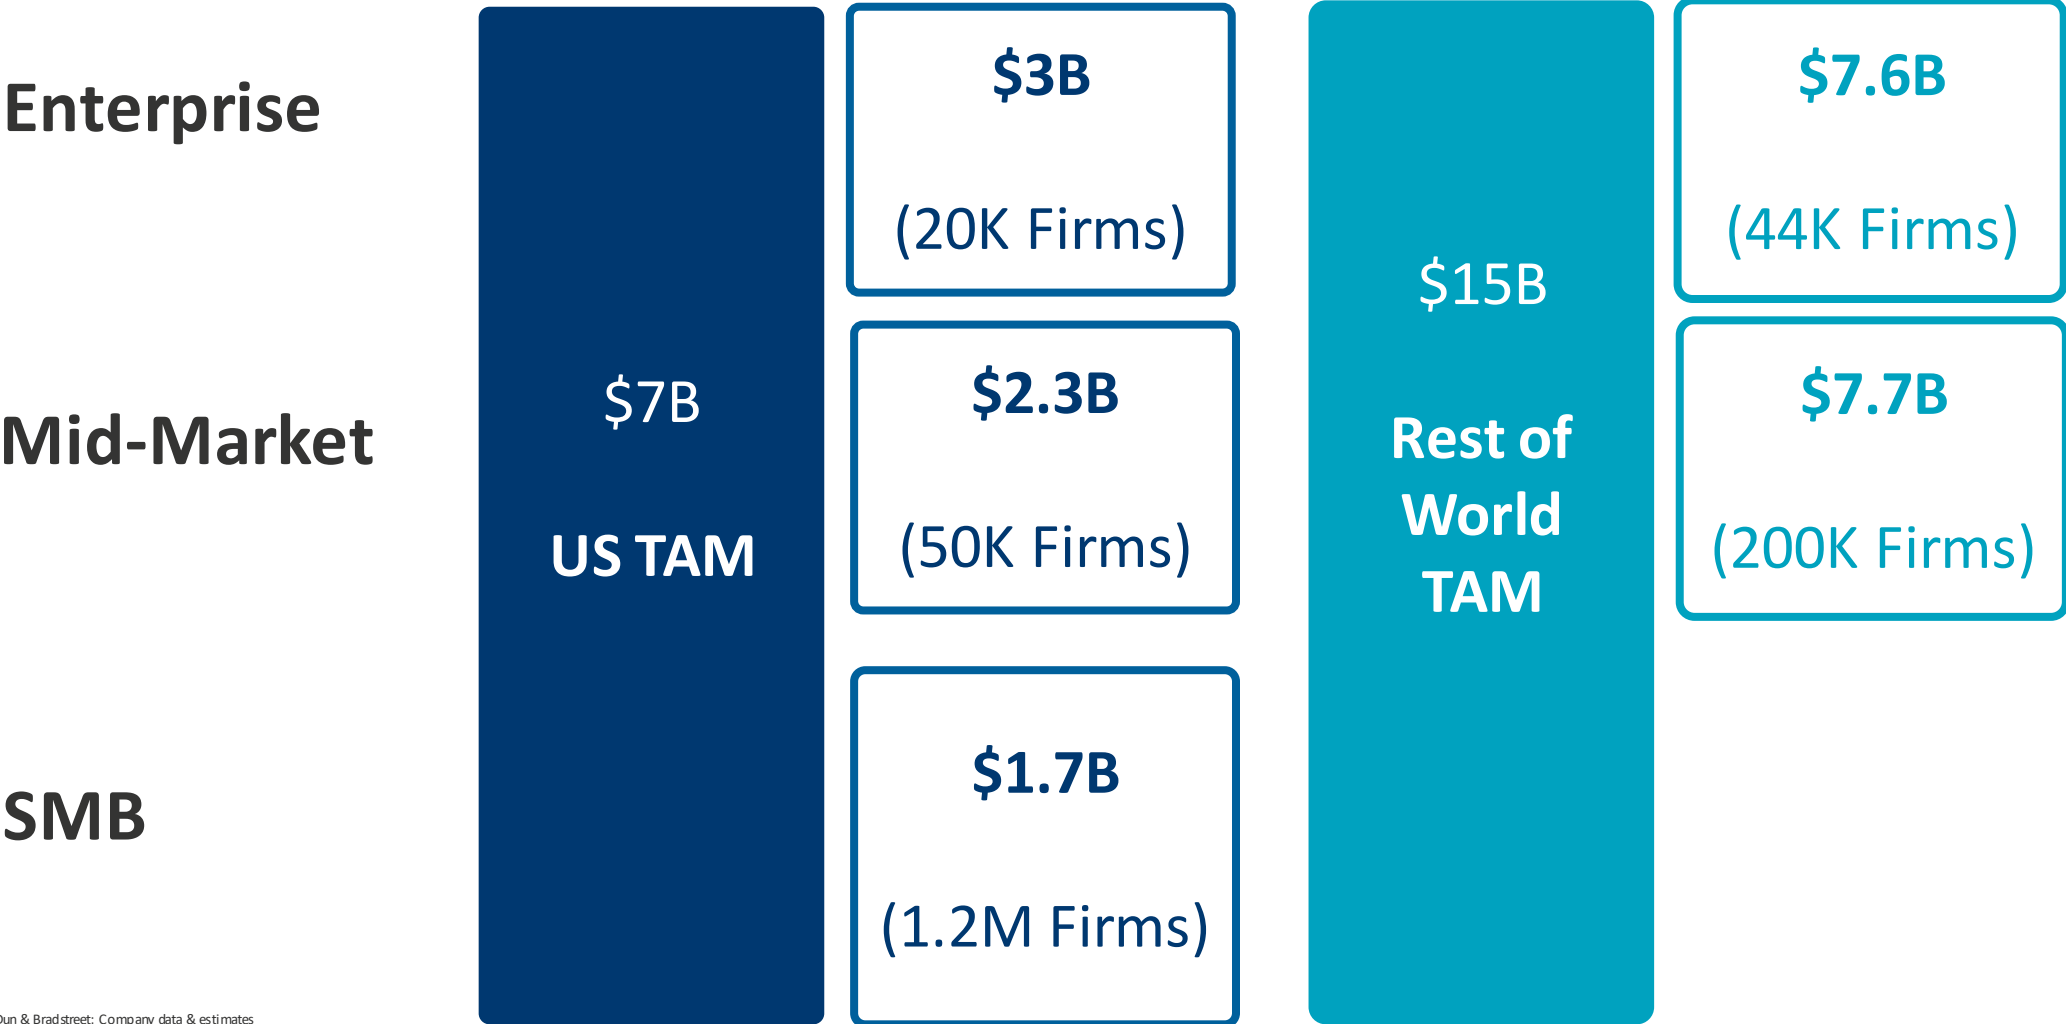 Enterprise
$3B
(20K Firms)
$7.6B
(44K Firms)
Mid-Market
$7B
US TAM
$2.3B
(50K Firms)
$15B
Rest of
World
TAM
$7.7B
(200K Firms)
SMB
$1.7B
(1.2M Firms)
Dun & Bradstreet; Company data & estimates